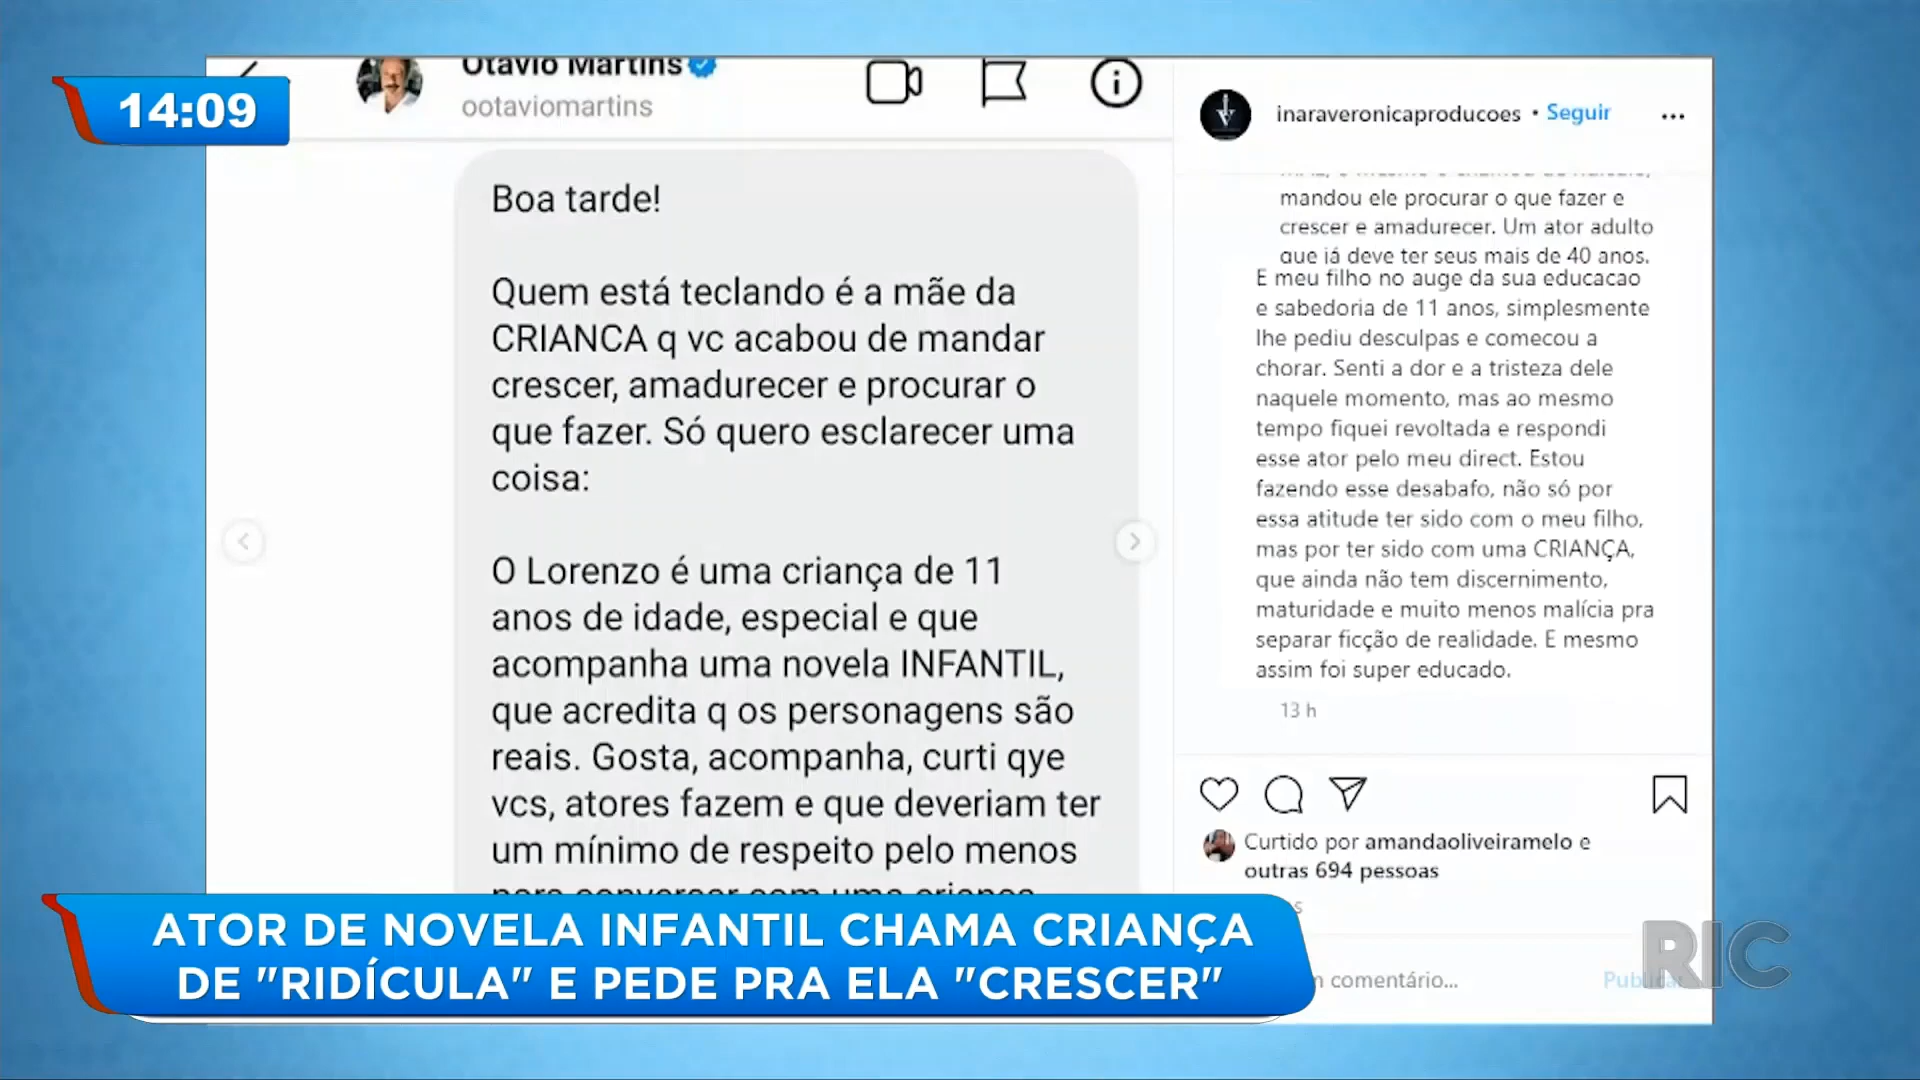 14:09
Otavio Martins
ootaviomartins
Boa tarde!
Quem está teclando é a mãe da
CRIANCA q vc acabou de mandar
crescer, amadurecer e procurar o
que fazer. Só quero esclarecer uma
coisa:
O Lorenzo é uma criança de 11
anos de idade, especial e que
acompanha uma novela INFANTIL,
que acredita q os personagens são
reais. Gosta, acompanha, curti qye
vcs, atores fazem e que deveriam ter
um mínimo de respeito pelo menos
para conversar com uma criança
inaraveronicaproducoes • Seguir
mandou ele procurar o que fazer e
crescer e amadurecer. Um ator adulto
que já deve ter seus mais de 40 anos.
E meu filho no auge da sua educacao
e sabedoria de 11 anos, simplesmente
lhe pediu desculpas e comecou a
chorar. Senti a dor e a tristeza dele
naquele momento, mas ao mesmo
tempo fiquei revoltada e respondi
esse ator pelo meu direct. Estou
fazendo esse desabafo, não só por
essa atitude ter sido com o meu filho,
mas por ter sido com uma CRIANÇA,
que ainda não tem discernimento,
maturidade e muito menos malícia pra
separar ficção de realidade. E mesmo
assim foi super educado.
13 h
Curtido por amandaoliveiramelo e
outras 694 pessoas
comentário...
Publicar
RIC
ATOR DE NOVELA INFANTIL CHAMA CRIANÇA
DE "RIDÍCULA" E PEDE PRA ELA "CRESCER"